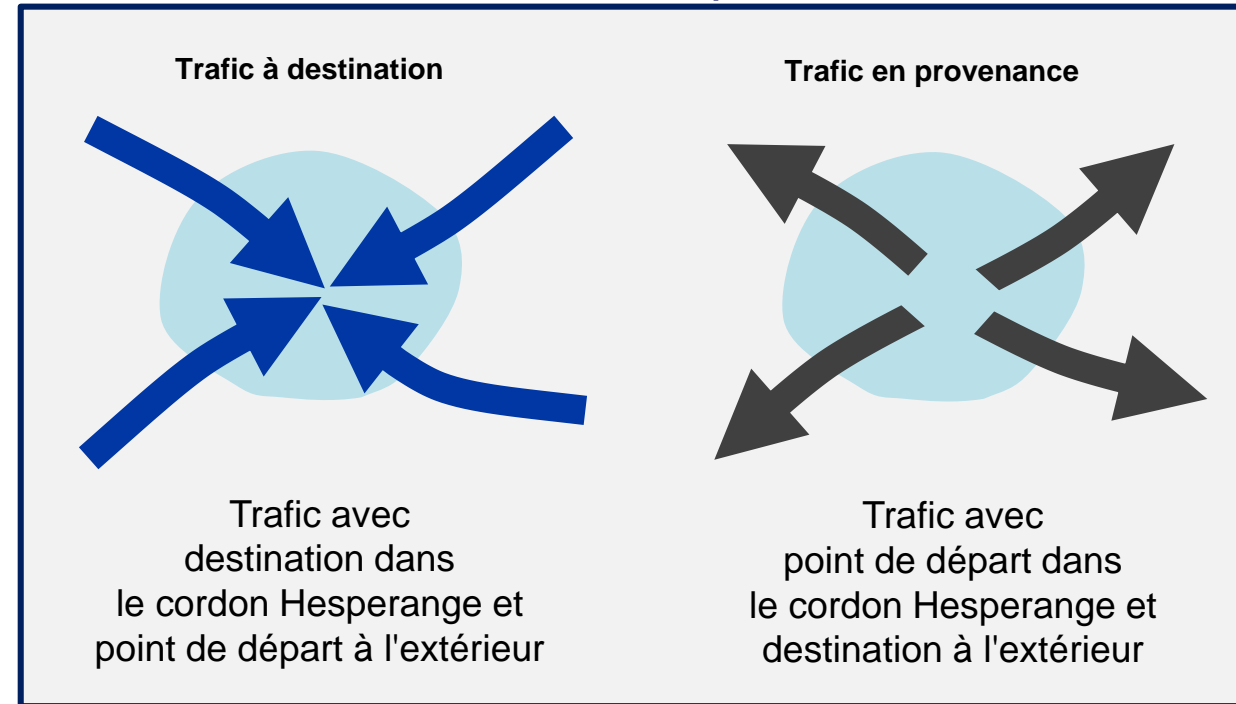 Trafic à destination
Trafic en provenance
Trafic avec
destination dans
le cordon Hesperange et
point de départ à l'extérieur
Trafic avec
point de départ dans
le cordon Hesperange et
destination à l'extérieur